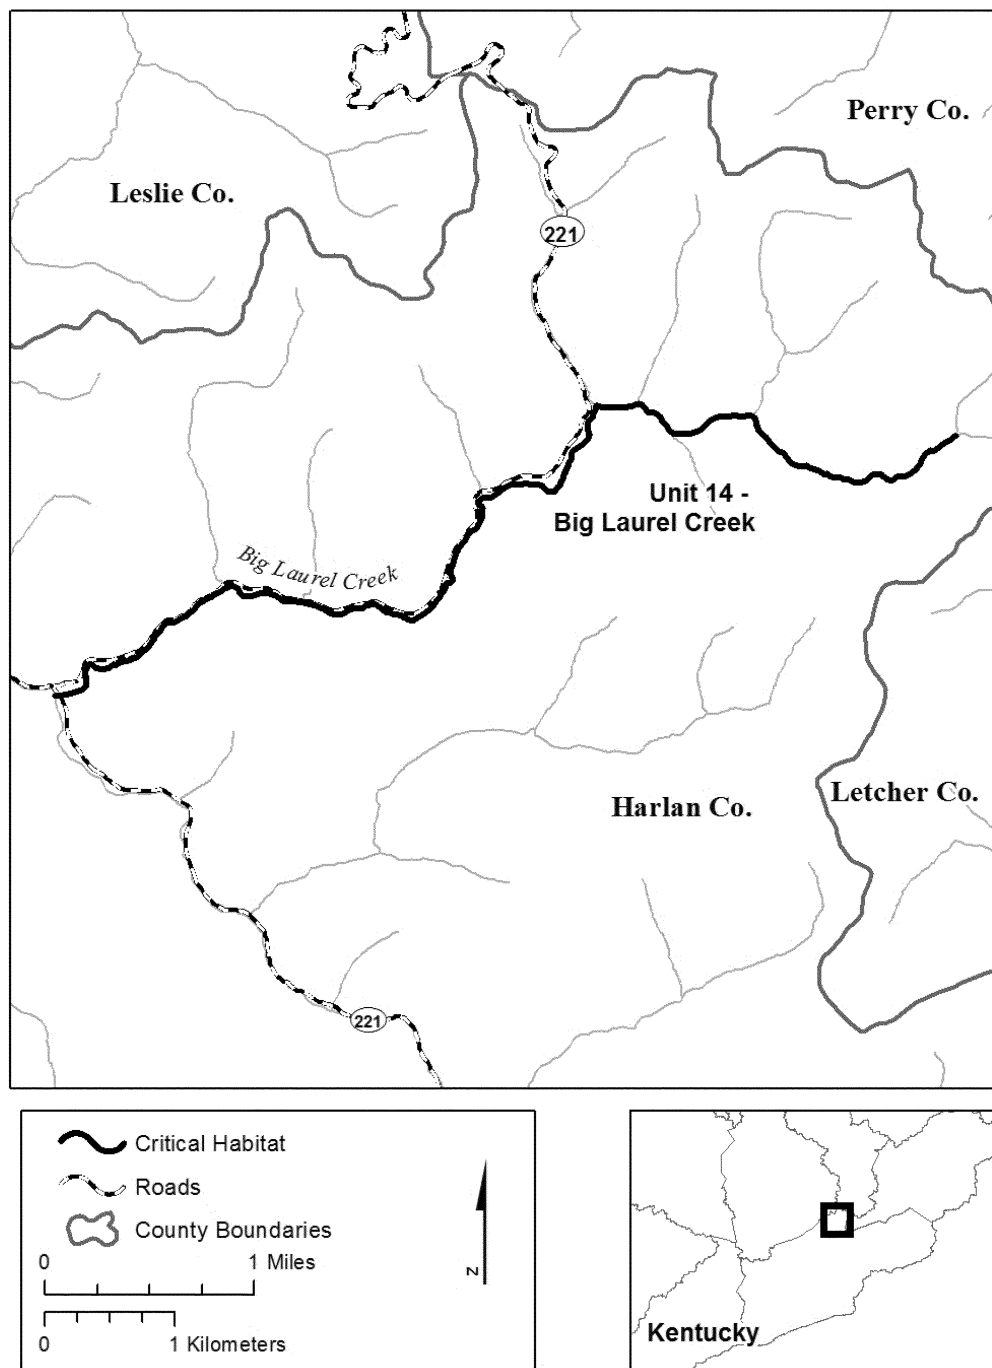 Perry Co.
Leslie Co.
221
Unit 14 -
Big Laurel Creek
Big Laurel Creek
Letcher Co.
Harlan Co.
221
Critical Habitat
Roads
County Boundaries
0 1 Miles
0 1 Kilometers
N
Kentucky